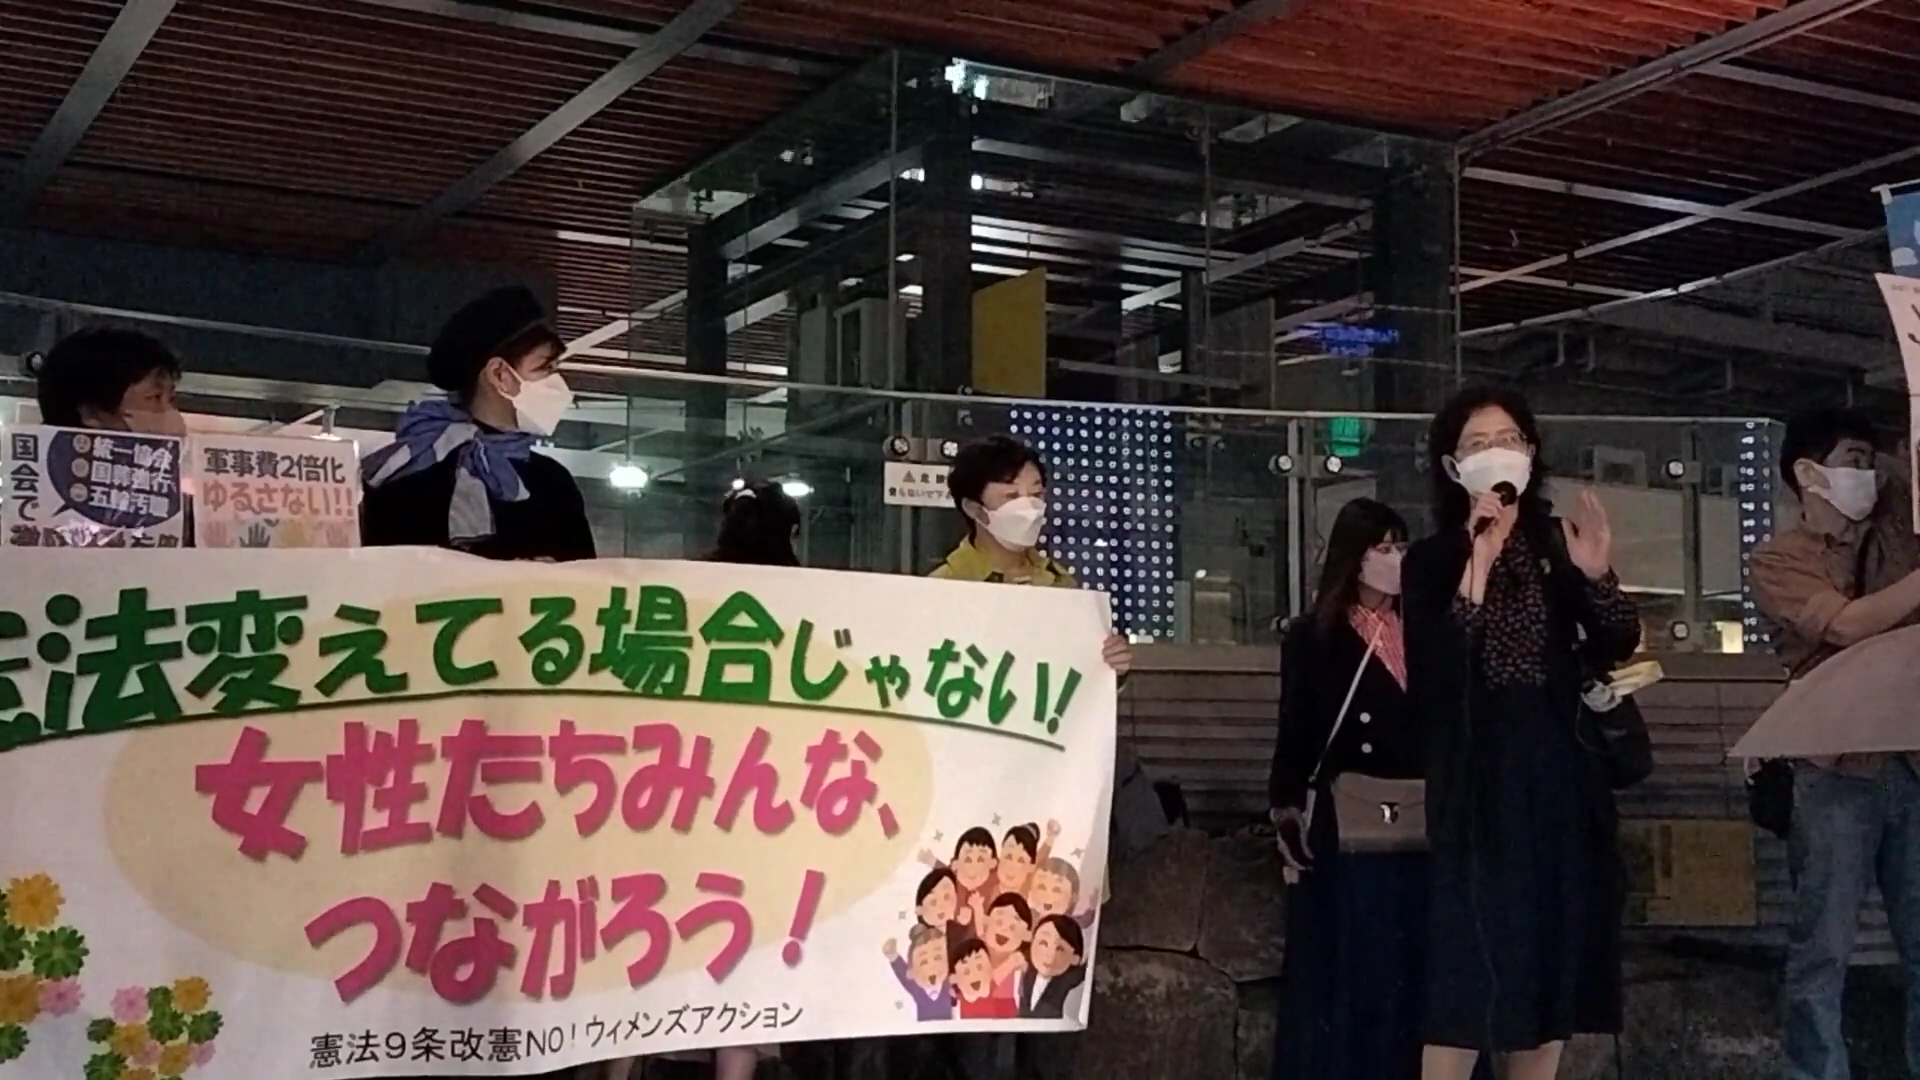 国会で
統一協会
国葬強行、
五輪汚職
軍事費2倍化
ゆるさない!!
憲法変えてる場合じゃない!
女性たちみんな、
つながろう!
憲法9条改憲NO!ウィメンズアクション